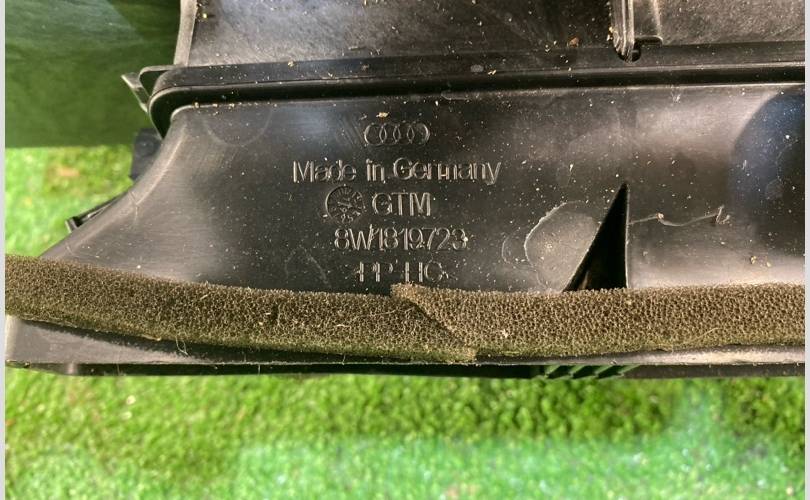 Made in Germany
GTM
8W1819723
>PP-HC<